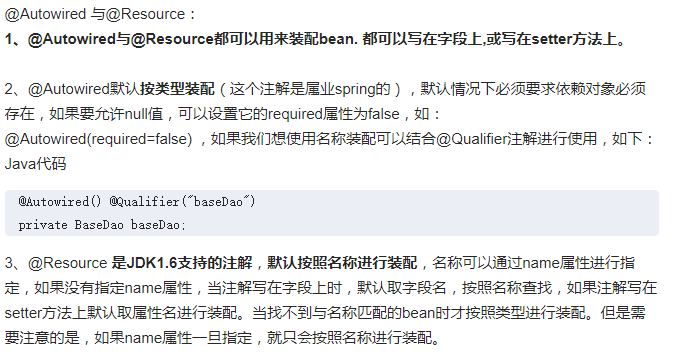 @Autowired 与@Resource：
1、@Autowired与@Resource都可以用来装配bean. 都可以写在字段上,或写在setter方法上。
2、@Autowired默认按类型装配（这个注解是属业spring的），默认情况下必须要求依赖对象必须
存在，如果要允许null值，可以设置它的required属性为false，如：
@Autowired(required=false) ，如果我们想使用名称装配可以结合@Qualifier注解进行使用，如下：
Java代码
@Autowired() @Qualifier("baseDao")
private BaseDao baseDao;
3、@Resource 是JDK1.6支持的注解，默认按照名称进行装配，名称可以通过name属性进行指
定，如果没有指定name属性，当注解写在字段上时，默认取字段名，按照名称查找，如果注解写在
setter方法上默认取属性名进行装配。当找不到与名称匹配的bean时才按照类型进行装配。但是需
要注意的是，如果name属性一旦指定，就只会按照名称进行装配。